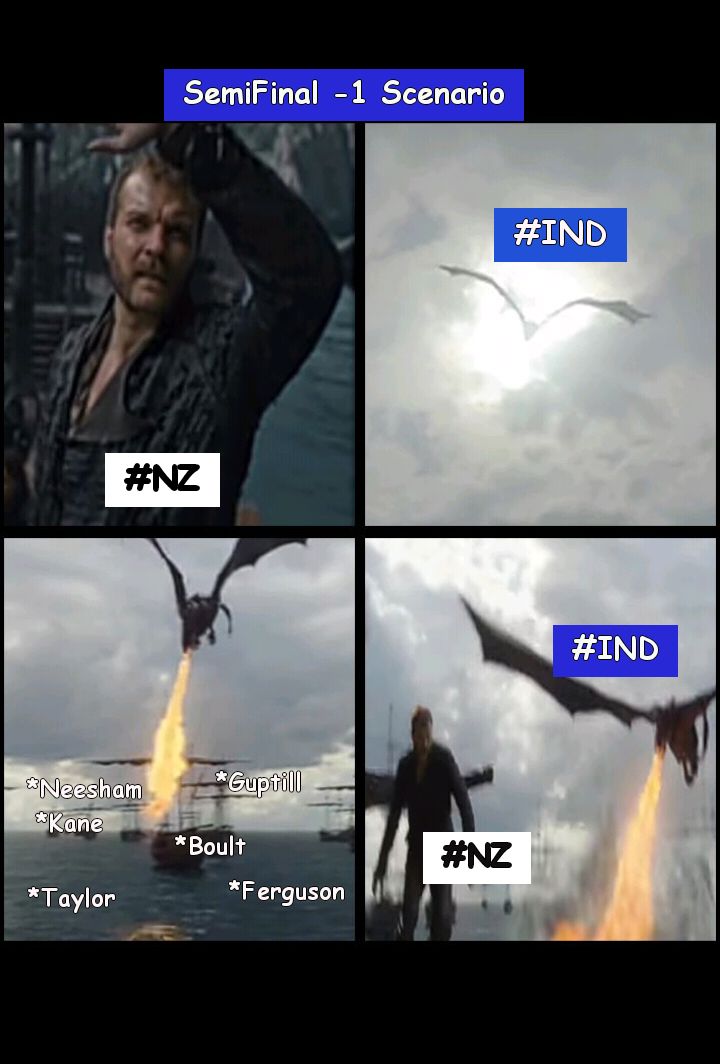 SemiFinal -1 Scenario
#IND
#NZ
*Neesham
*Guptill
*Kane
*Boult
*Taylor
*Ferguson
#IND
#NZ